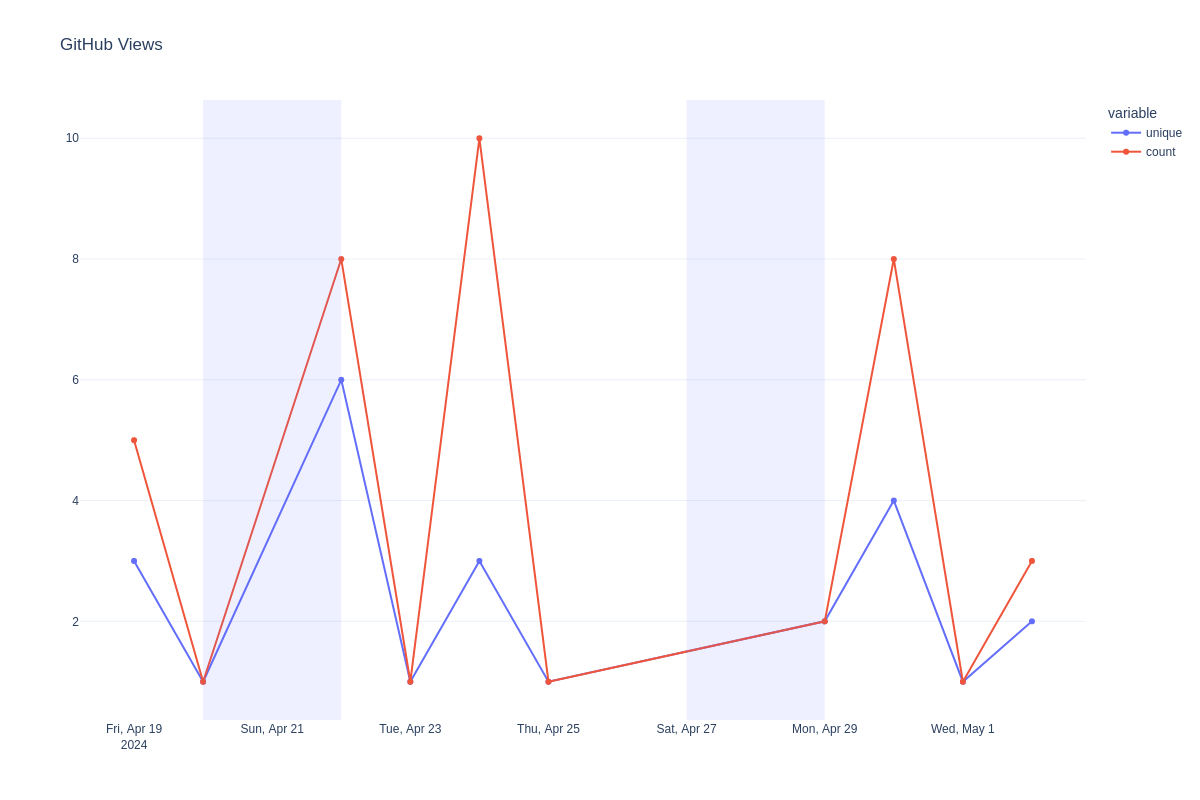 GitHub Views
variable
unique
count
10
8
6
4
2
Fri, Apr 19
2024
Sun, Apr 21
Tue, Apr 23
Thu, Apr 25
Sat, Apr 27
Mon, Apr 29
Wed, May 1